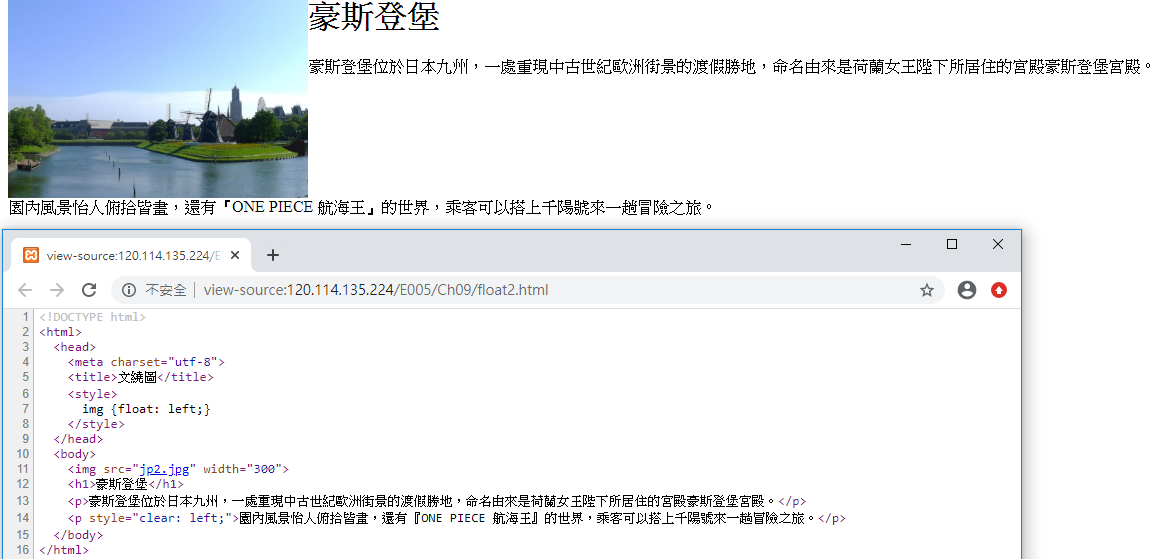 豪斯登堡
豪斯登堡位於日本九州，一處重現中古世紀歐洲街景的渡假勝地，命名由來是荷蘭女王陛下所居住的宮殿豪斯登堡宮殿。
園內風景怡人俯拾皆畫，還有『ONE PIECE 航海王』的世界，乘客可以搭上千陽號來一趟冒險之旅。
view-source:120.114.135.224/E
不安全 view-source:120.114.135.224/E005/Ch09/float2.html
1 <!DOCTYPE html>
2 <html>
3 <head>
4 <meta charset="utf-8">
5 <title>文繞圖</title>
6 <style>
7 img {float: left;}
8 </style>
9 </head>
10 <body>
11 <img src="jp2.jpg" width="300">
12 <h1>豪斯登堡</h1>
13 <p>豪斯登堡位於日本九州，一處重現中古世紀歐洲街景的渡假勝地，命名由來是荷蘭女王陛下所居住的宮殿豪斯登堡宮殿。</p>
14 <p style="clear: left;">園內風景怡人俯拾皆畫，還有『ONE PIECE 航海王』的世界，乘客可以搭上千陽號來一趟冒險之旅。</p>
15 </body>
16 </html>